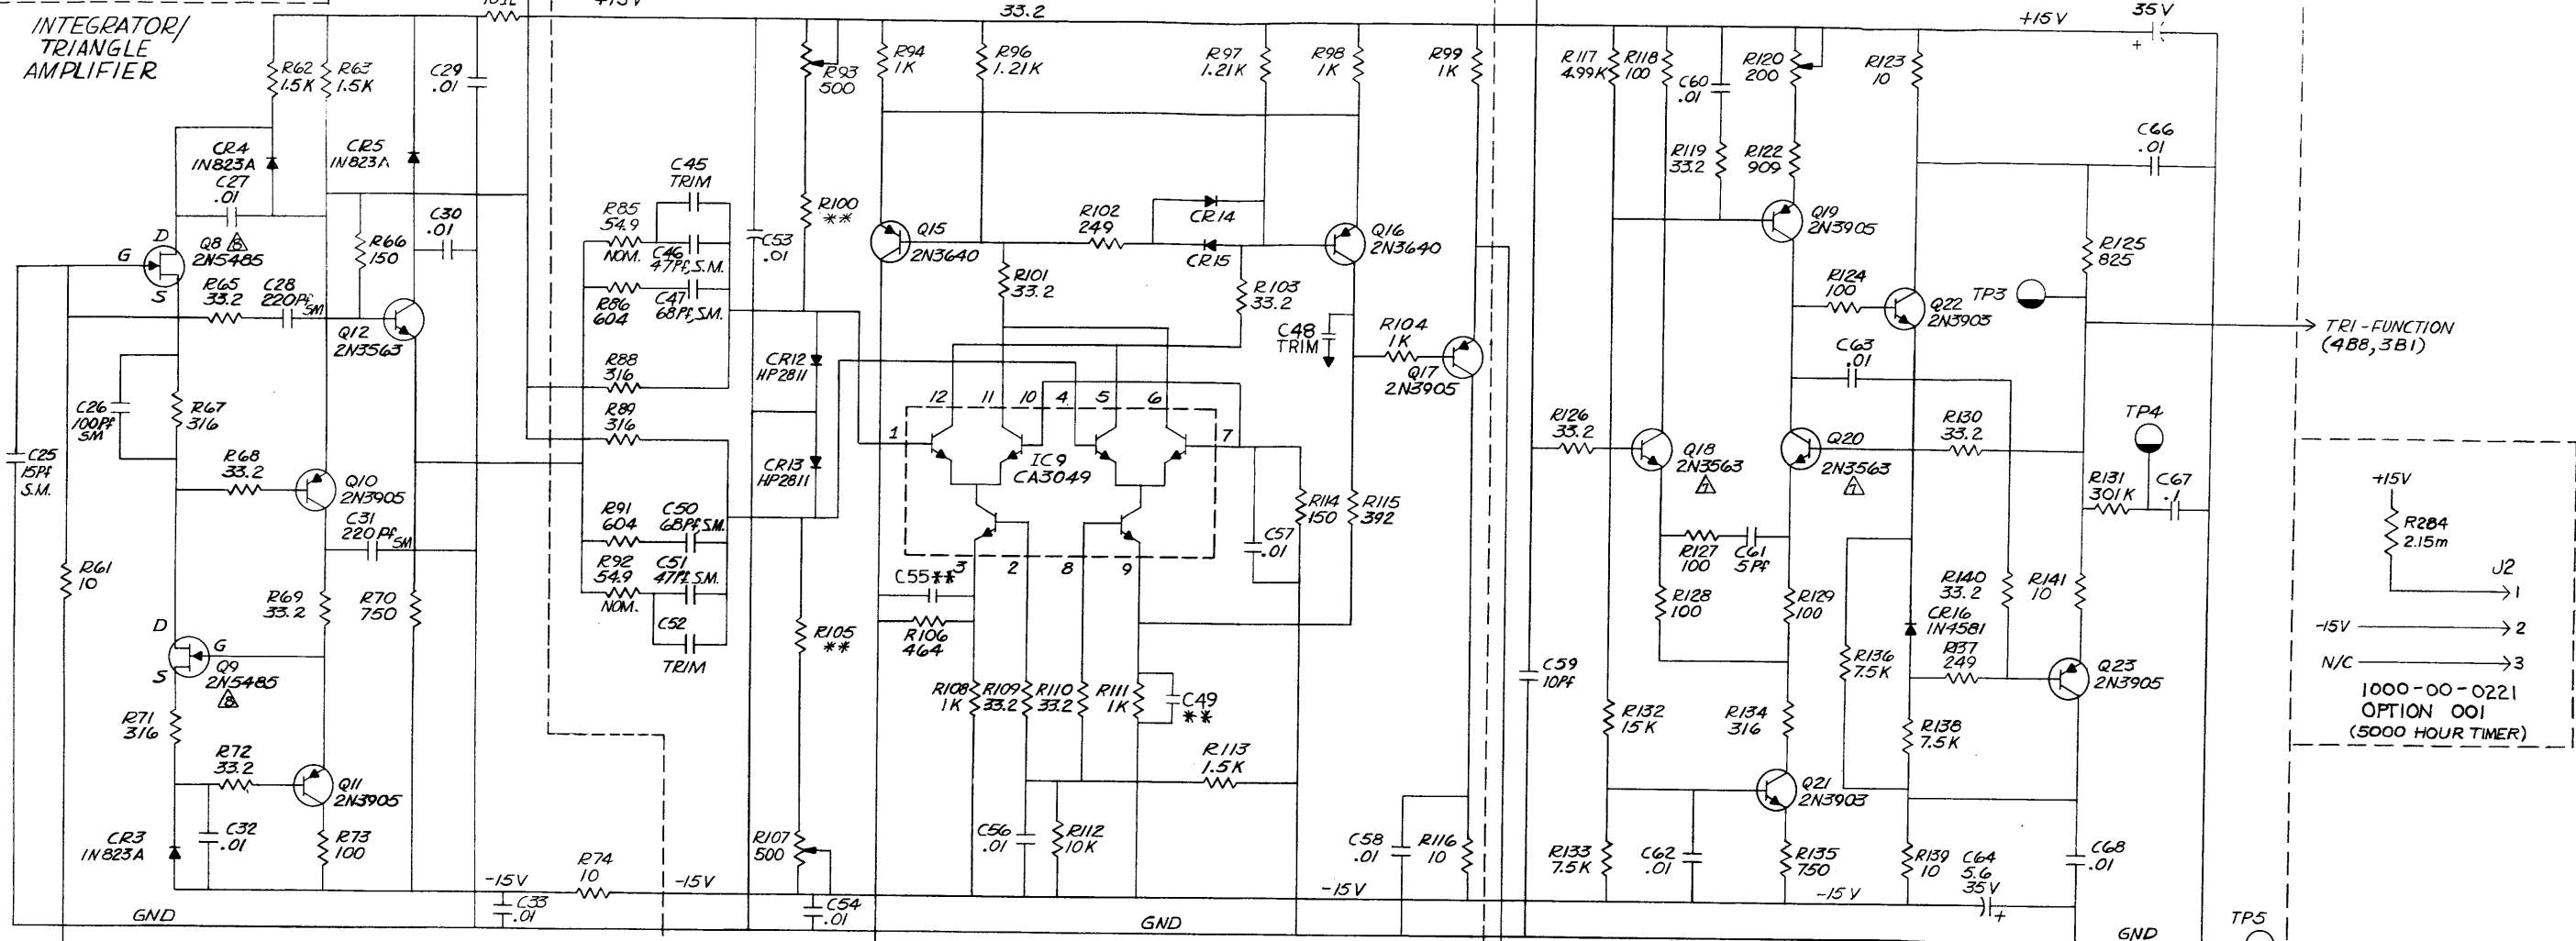 INTEGRATOR/
TRIANGLE
AMPLIFIER
+15V
33.2
+15V
35V
+
R62
1.5K
R63
1.5K
C29
.01
CR4
1N823A
CR5
1N823A
C27
.01
C30
.01
D
G
S
Q8 8
2N5485
R66
150
R65
33.2
C28
220Pf
SM
Q12
2N3563
C26
100Pf
SM
R67
316
C25
15Pf
S.M.
R68
33.2
Q10
2N3905
C31
220Pf
SM
R61
10
R69
33.2
R70
750
D
G
S
Q9
2N5485
8
R71
316
R72
33.2
Q11
2N3905
CR3
1N823A
C32
.01
R73
100
-15V
C33
.01
R74
10
-15V
GND
C45
TRIM
R85
54.9
NOM.
C46
47Pf,S.M.
R86
604
C47
68Pf,S.M.
R88
316
R89
316
R91
604
C50
68Pf,S.M.
R92
54.9
NOM.
C51
47Pf S.M.
C52
TRIM
R93
500
R100
**
C53
.01
CR12
HP2811
CR13
HP2811
R105
**
R107
500
C54
.01
R94
1K
R96
1.21K
R97
1.21K
R98
1K
R99
1K
Q15
2N3640
R102
249
CR14
CR15
Q16
2N3640
R101
33.2
R103
33.2
C48
TRIM
R104
1K
Q17
2N3905
12
11
10
4
5
6
1
7
IC9
CA3049
3
2
8
9
C55**
R106
464
R108
1K
R109
33.2
R110
33.2
R111
1K
C49
**
C57
.01
R114
150
R115
392
R113
1.5K
C56
.01
R112
10K
C58
.01
R116
10
-15V
GND
R117
4.99K
R118
100
C60
.01
R120
200
R123
10
R119
33.2
R122
909
Q19
2N3905
R124
100
Q22
2N3903
C66
.01
R125
825
TP3
TRI-FUNCTION
(4B8,3B1)
C63
.01
R126
33.2
Q18
2N3563
7
Q20
2N3563
7
R130
33.2
TP4
R131
301K
C67
.1
R127
100
C61
5Pf
R128
100
R129
100
R140
33.2
R141
10
CR16
1N4581
R136
7.5K
R137
249
Q23
2N3905
C59
10Pf
R132
15K
R134
316
R138
7.5K
Q21
2N3903
R133
7.5K
C62
.01
R135
750
R139
10
C64
5.6
35V
+
C68
.01
-15V
GND
TP5
+15V
R284
2.15m
J2
1
-15V
2
N/C
3
1000-00-0221
OPTION 001
(5000 HOUR TIMER)